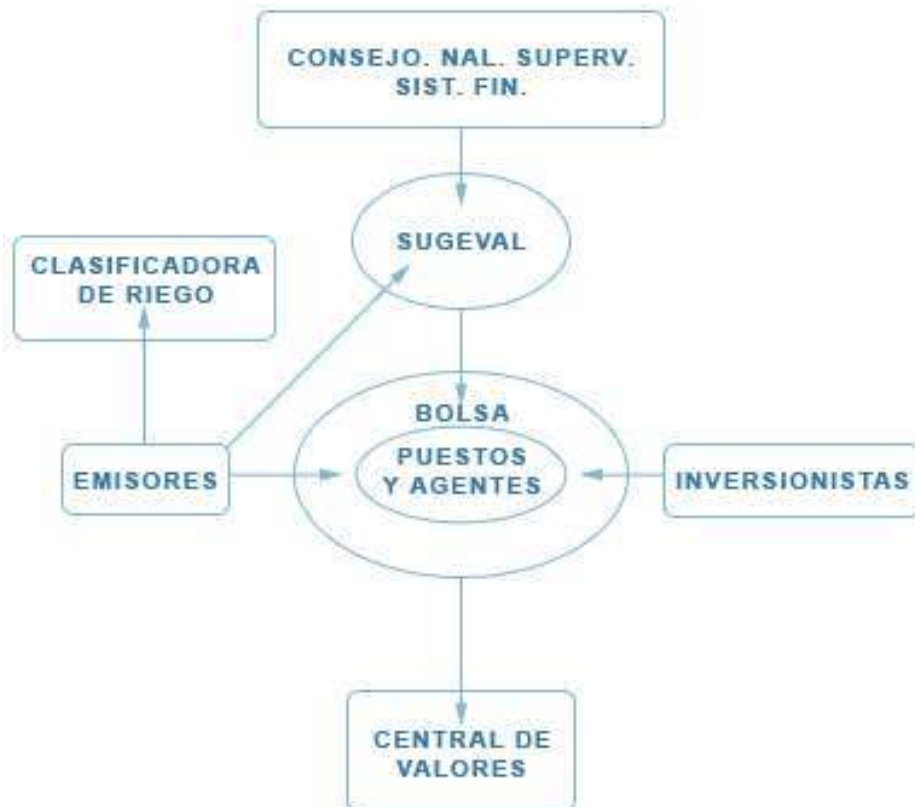 CONSEJO. NAL. SUPERV.
SIST. FIN.
SUGEVAL
CLASIFICADORA
DE RIEGO
BOLSA
PUESTOS
Y AGENTES
EMISORES
INVERSIONISTAS
CENTRAL DE
VALORES